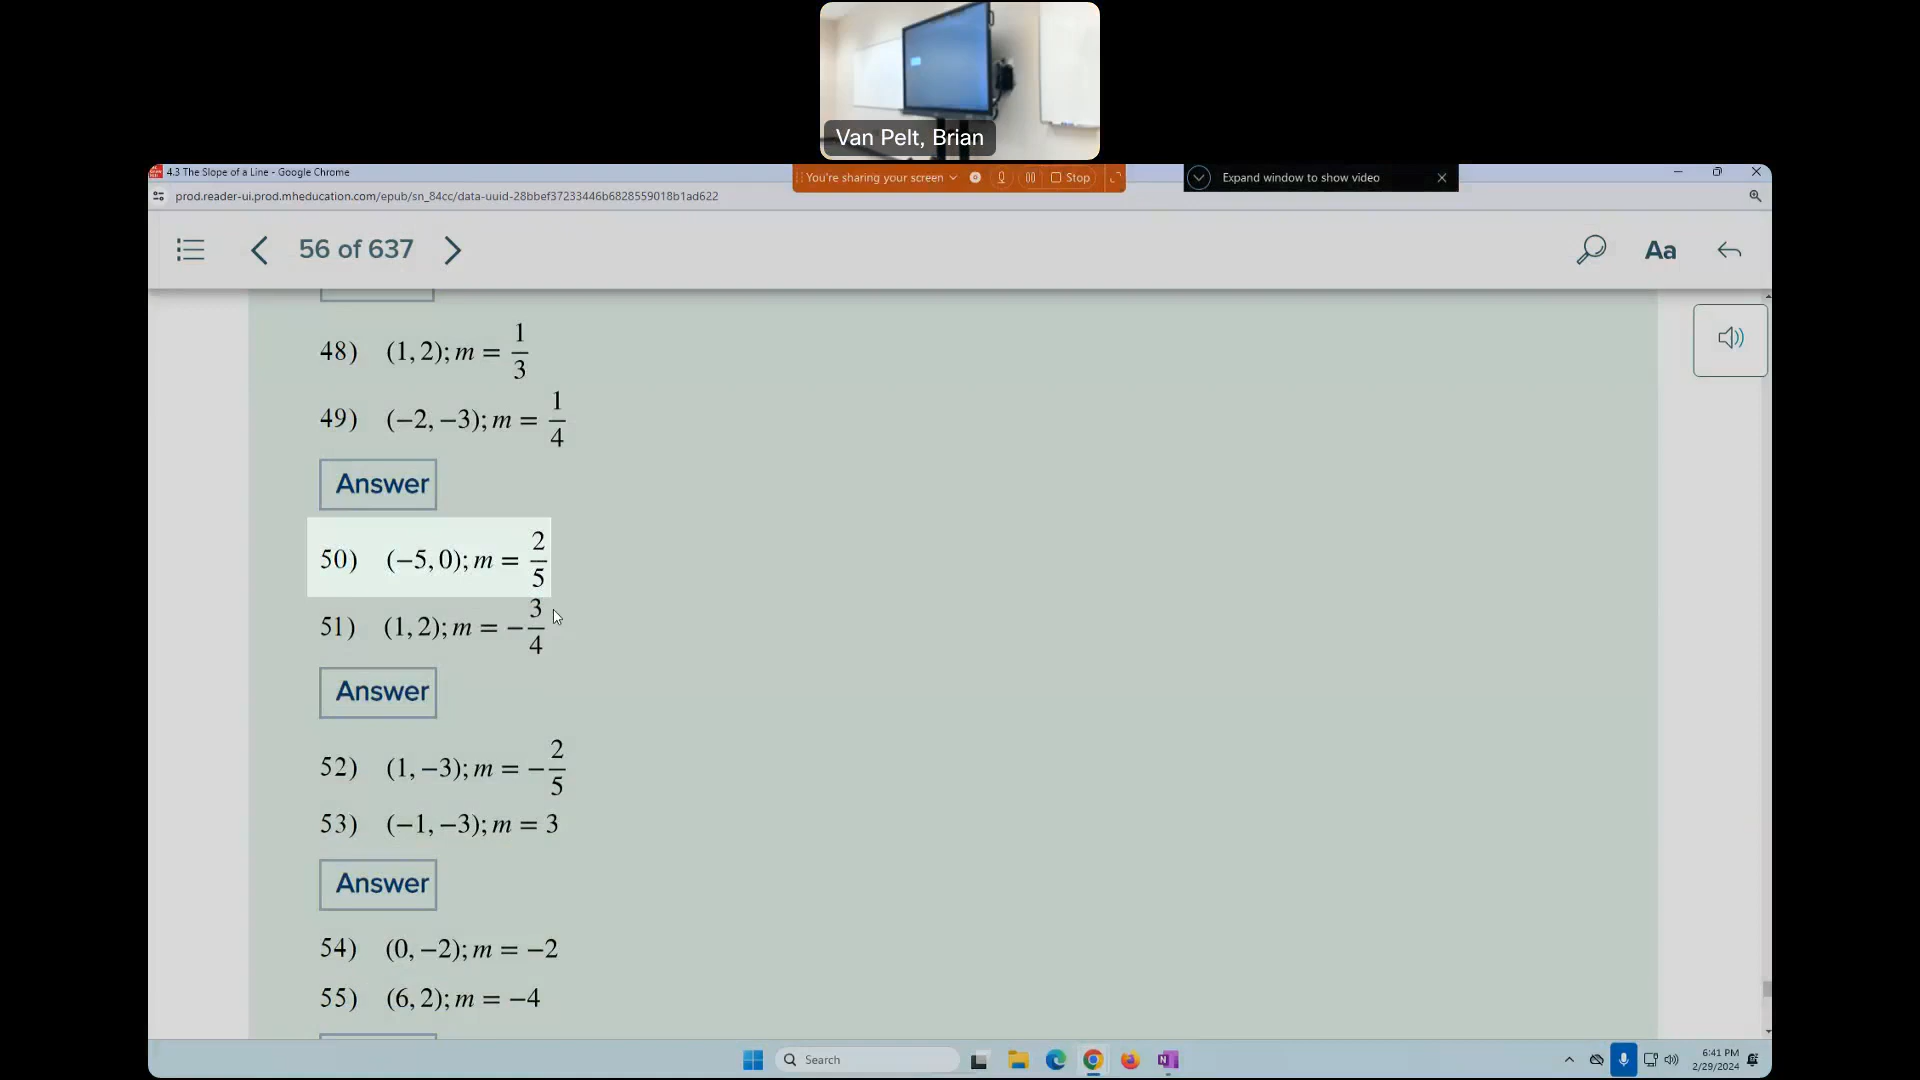 Van Pelt, Brian
4.3 The Slope of a Line - Google Chrome
You're sharing your screen
Stop
Expand window to show video
prod.reader-ui.prod.mheducation.com/epub/sn_84cc/data-uuid-28bbef37233446b6828559018b1ad622
56 of 637
Aa
48) (1, 2); m = 1/3
49) (−2, −3); m = 1/4
Answer
50) (−5, 0); m = 2/5
51) (1, 2); m = −3/4
Answer
52) (1, −3); m = −2/5
53) (−1, −3); m = 3
Answer
54) (0, −2); m = −2
55) (6, 2); m = −4
Search
6:41 PM
2/29/2024